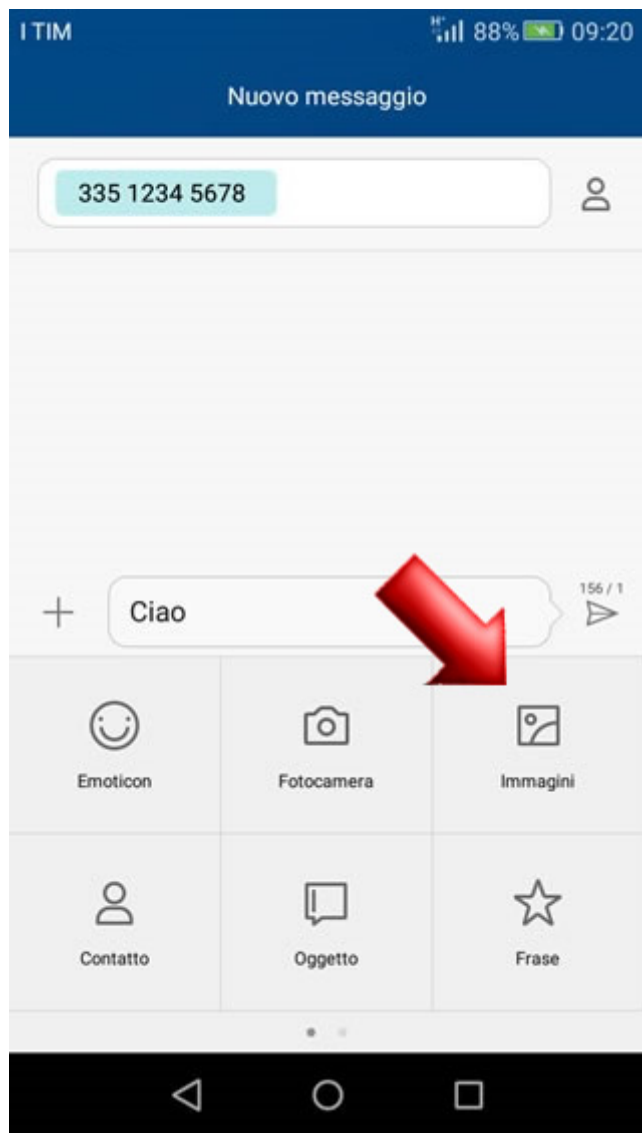 I TIM
H+ 88% 09:20
Nuovo messaggio
335 1234 5678
156 / 1
Ciao
Emoticon Fotocamera Immagini
Contatto Oggetto Frase